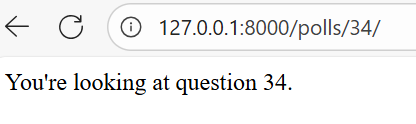 127.0.0.1:8000/polls/34/
You're looking at question 34.